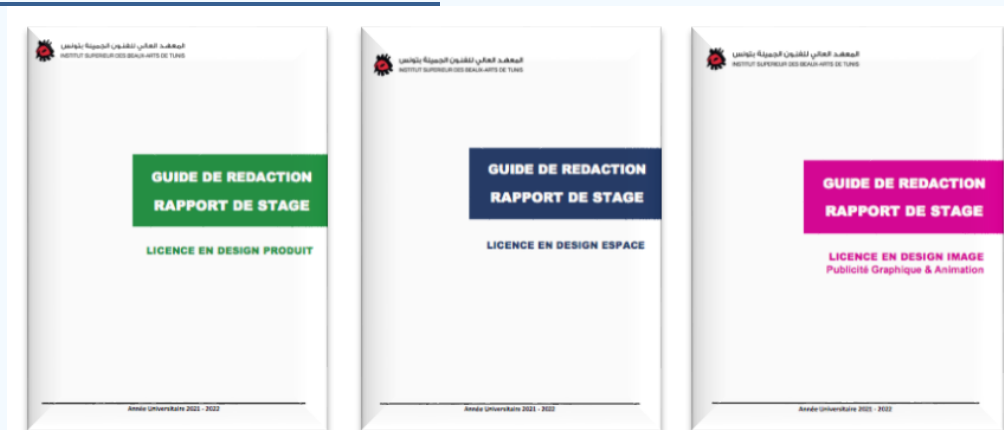 المعهد العالي للفنون الجميلة بتونس
INSTITUT SUPERIEUR DES BEAUX-ARTS DE TUNIS
GUIDE DE REDACTION
RAPPORT DE STAGE
LICENCE EN DESIGN PRODUIT
Année Universitaire 2021 - 2022
المعهد العالي للفنون الجميلة بتونس
INSTITUT SUPERIEUR DES BEAUX-ARTS DE TUNIS
GUIDE DE REDACTION
RAPPORT DE STAGE
LICENCE EN DESIGN ESPACE
Année Universitaire 2021 - 2022
المعهد العالي للفنون الجميلة بتونس
INSTITUT SUPERIEUR DES BEAUX-ARTS DE TUNIS
GUIDE DE REDACTION
RAPPORT DE STAGE
LICENCE EN DESIGN IMAGE
Publicité Graphique & Animation
Année Universitaire 2021 - 2022